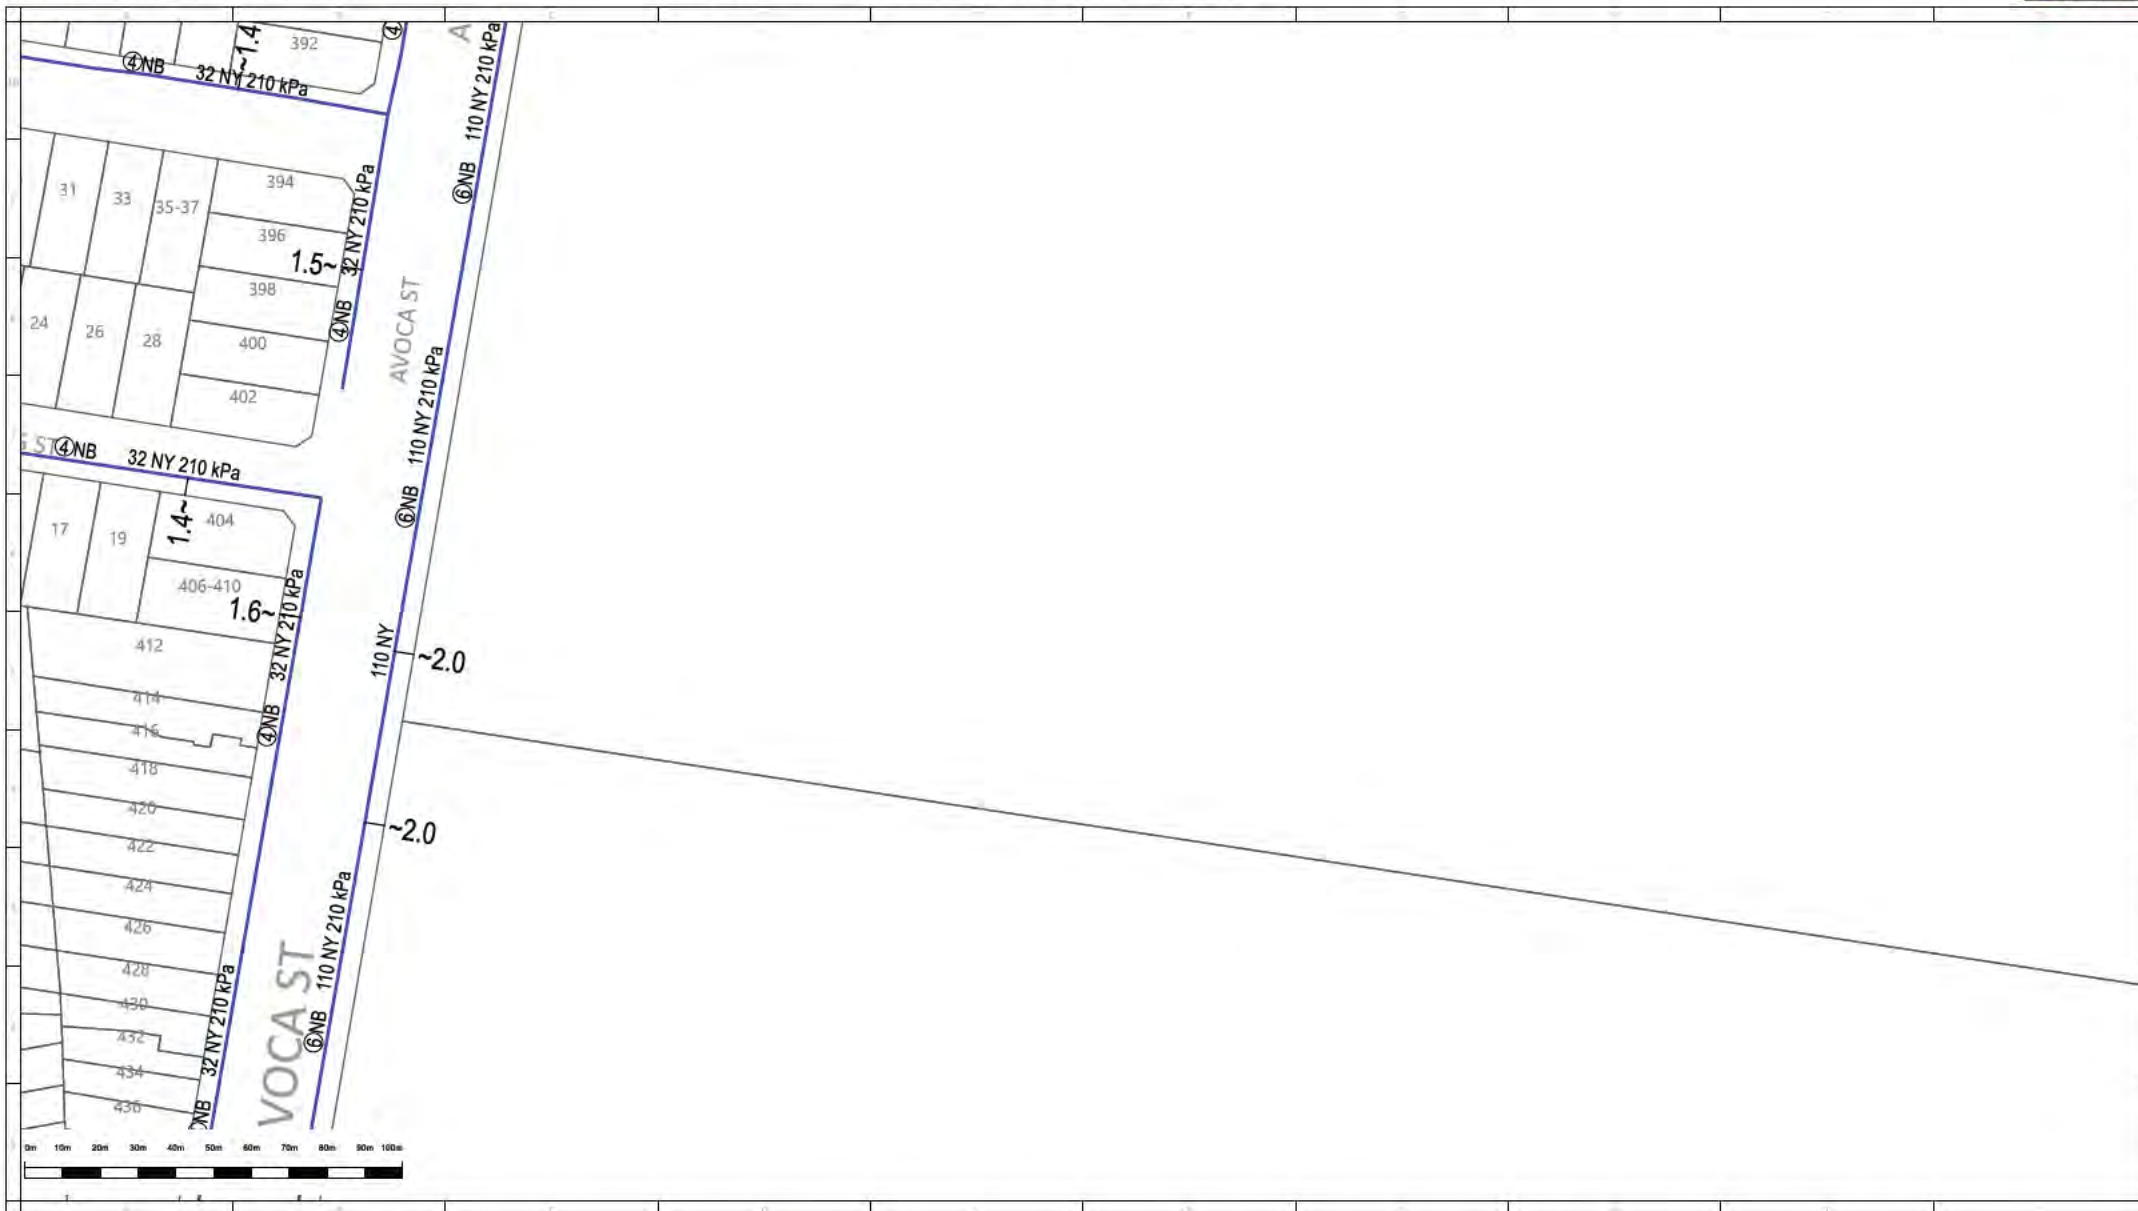 ④
A
392
~1.4
④NB
32 NY 210 kPa
110 NY 210 kPa
⑥NB
31
33
35-37
394
396
32 NY 210 kPa
1.5~
398
④NB
AVOCA ST
24
26
28
400
402
110 NY 210 kPa
⑥NB
ST
④NB
32 NY 210 kPa
17
19
1.4~
404
406-410
1.6~
32 NY 210 kPa
110 NY
~2.0
412
414
416
④NB
418
420
~2.0
422
424
426
428
430
432
434
436
110 NY 210 kPa
⑥NB
32 NY 210 kPa
NB
VOCA ST
0m 10m 20m 30m 40m 50m 60m 70m 80m 90m 100m